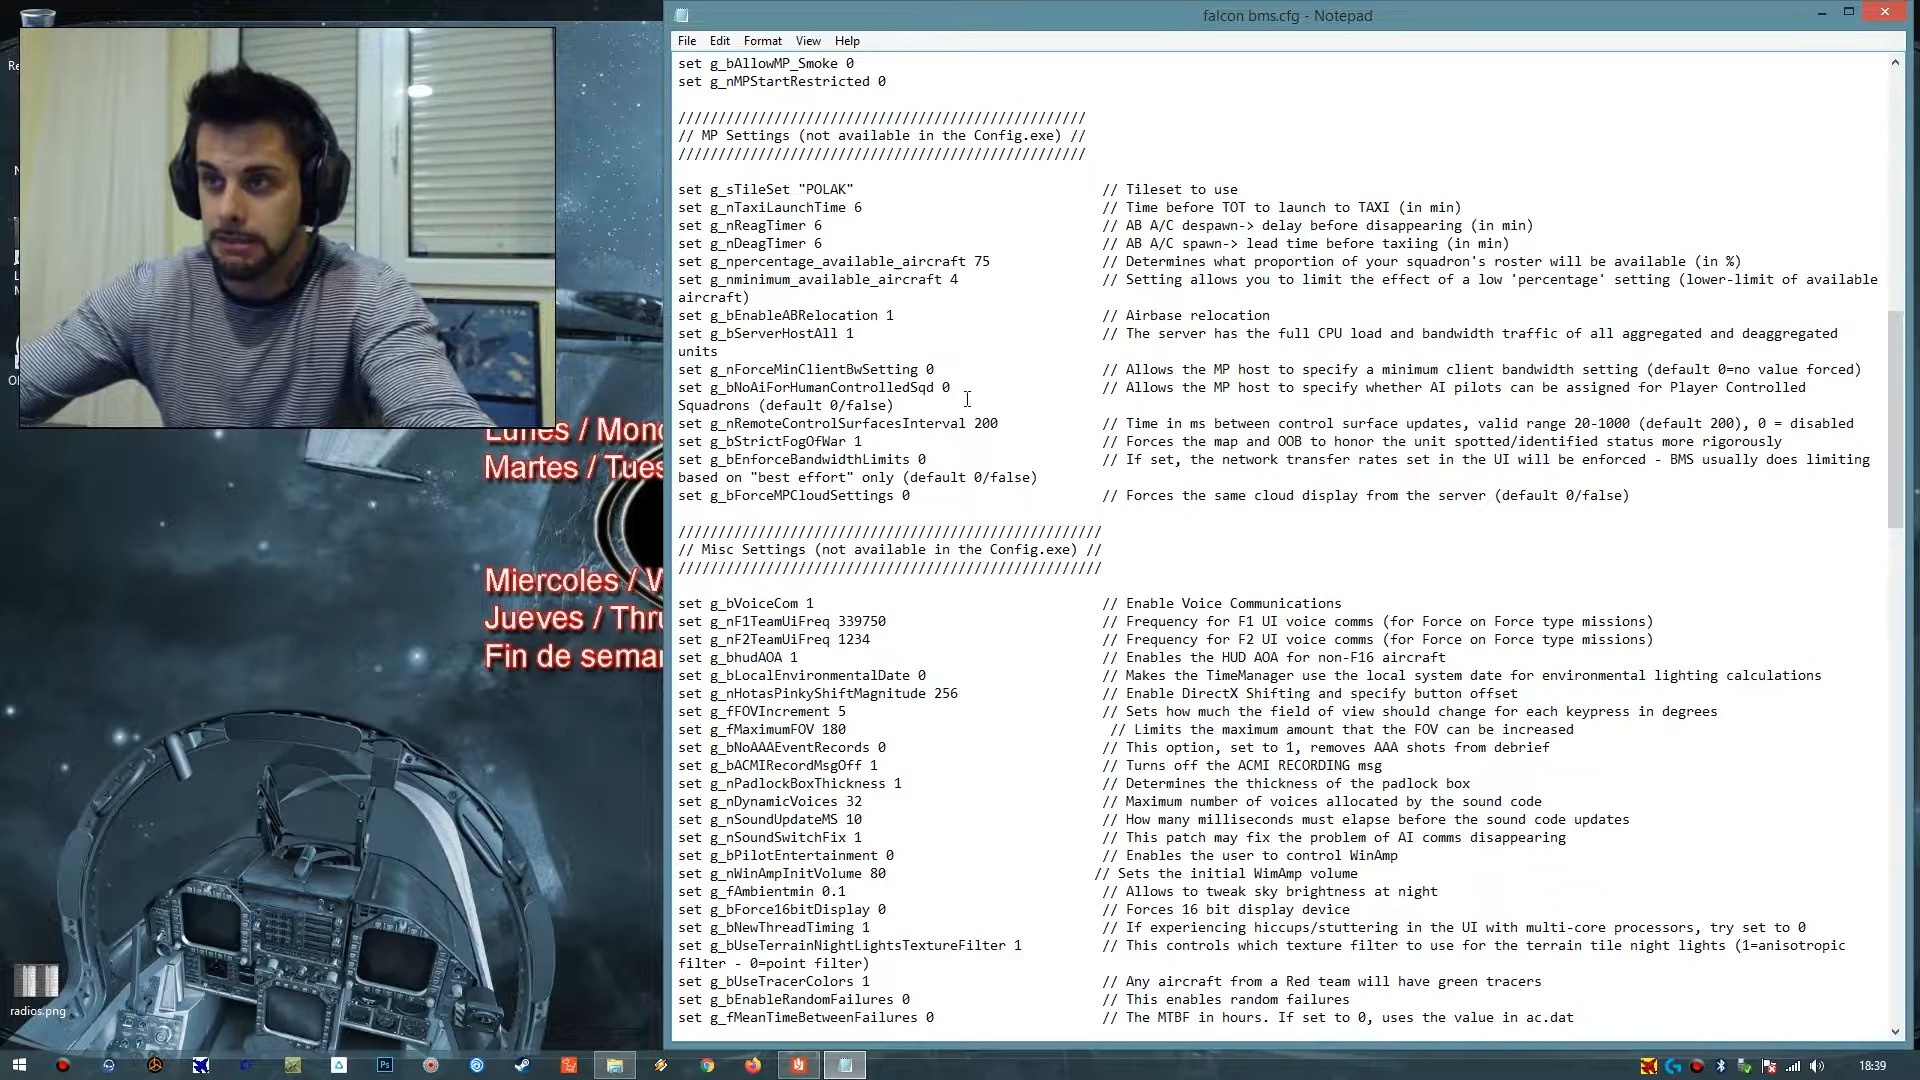 falcon bms.cfg - Notepad
File Edit Format View Help
set g_bAllowMP_Smoke 0
set g_nMPStartRestricted 0
///////////////////////////////////////////////////
// MP Settings (not available in the Config.exe) //
///////////////////////////////////////////////////
set g_sTileSet "POLAK" // Tileset to use
set g_nTaxiLaunchTime 6 // Time before TOT to launch to TAXI (in min)
set g_nReagTimer 6 // AB A/C despawn-> delay before disappearing (in min)
set g_nDeagTimer 6 // AB A/C spawn-> lead time before taxiing (in min)
set g_npercentage_available_aircraft 75 // Determines what proportion of your squadron's roster will be available (in %)
set g_nminimum_available_aircraft 4 // Setting allows you to limit the effect of a low 'percentage' setting (lower-limit of available
aircraft)
set g_bEnableABRelocation 1 // Airbase relocation
set g_bServerHostAll 1 // The server has the full CPU load and bandwidth traffic of all aggregated and deaggregated
units
set g_nForceMinClientBwSetting 0 // Allows the MP host to specify a minimum client bandwidth setting (default 0=no value forced)
set g_bNoAiForHumanControlledSqd 0 // Allows the MP host to specify whether AI pilots can be assigned for Player Controlled
Squadrons (default 0/false)
set g_nRemoteControlSurfacesInterval 200 // Time in ms between control surface updates, valid range 20-1000 (default 200), 0 = disabled
set g_bStrictFogOfWar 1 // Forces the map and OOB to honor the unit spotted/identified status more rigorously
set g_bEnforceBandwidthLimits 0 // If set, the network transfer rates set in the UI will be enforced - BMS usually does limiting
based on "best effort" only (default 0/false)
set g_bForceMPCloudSettings 0 // Forces the same cloud display from the server (default 0/false)
/////////////////////////////////////////////////////
// Misc Settings (not available in the Config.exe) //
/////////////////////////////////////////////////////
set g_bVoiceCom 1 // Enable Voice Communications
set g_nF1TeamUiFreq 339750 // Frequency for F1 UI voice comms (for Force on Force type missions)
set g_nF2TeamUiFreq 1234 // Frequency for F2 UI voice comms (for Force on Force type missions)
set g_bhudAOA 1 // Enables the HUD AOA for non-F16 aircraft
set g_bLocalEnvironmentalDate 0 // Makes the TimeManager use the local system date for environmental lighting calculations
set g_nHotasPinkyShiftMagnitude 256 // Enable DirectX Shifting and specify button offset
set g_fFOVIncrement 5 // Sets how much the field of view should change for each keypress in degrees
set g_fMaximumFOV 180 // Limits the maximum amount that the FOV can be increased
set g_bNoAAAEventRecords 0 // This option, set to 1, removes AAA shots from debrief
set g_bACMIRecordMsgOff 1 // Turns off the ACMI RECORDING msg
set g_nPadlockBoxThickness 1 // Determines the thickness of the padlock box
set g_nDynamicVoices 32 // Maximum number of voices allocated by the sound code
set g_nSoundUpdateMS 10 // How many milliseconds must elapse before the sound code updates
set g_nSoundSwitchFix 1 // This patch may fix the problem of AI comms disappearing
set g_bPilotEntertainment 0 // Enables the user to control WinAmp
set g_nWinAmpInitVolume 80 // Sets the initial WimAmp volume
set g_fAmbientmin 0.1 // Allows to tweak sky brightness at night
set g_bForce16bitDisplay 0 // Forces 16 bit display device
set g_bNewThreadTiming 1 // If experiencing hiccups/stuttering in the UI with multi-core processors, try set to 0
set g_bUseTerrainNightLightsTextureFilter 1 // This controls which texture filter to use for the terrain tile night lights (1=anisotropic
filter - 0=point filter)
set g_bUseTracerColors 1 // Any aircraft from a Red team will have green tracers
set g_bEnableRandomFailures 0 // This enables random failures
set g_fMeanTimeBetweenFailures 0 // The MTBF in hours. If set to 0, uses the value in ac.dat
Lunes / Mond
Martes / Tues
Miercoles / W
Jueves / Thru
Fin de semar
radios.png
18:39